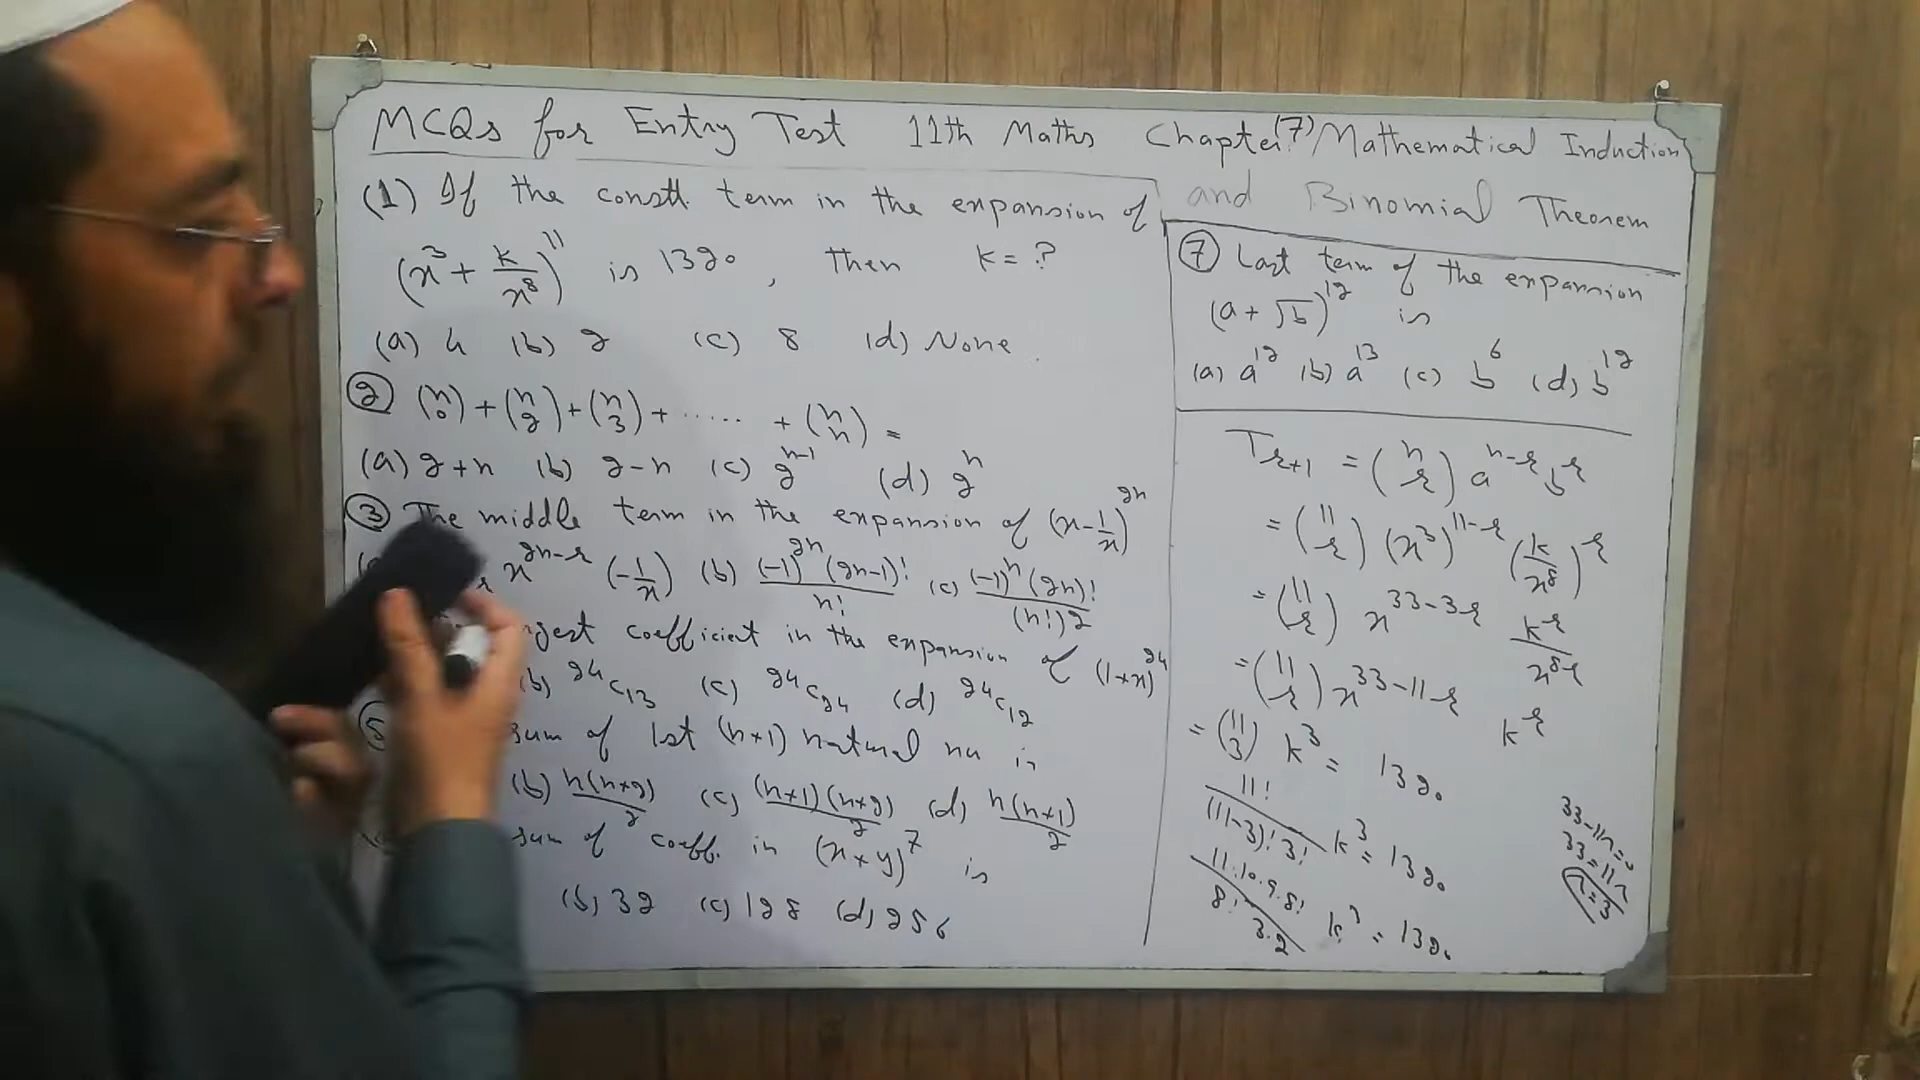 MCQs for Entry Test 11th Maths Chapter(7) Mathematical Induction
and Binomial Theorem
(1) If the constt. term in the expansion of
(x³ + k/x⁸)¹¹ is 1320, then k = ?
(a) 4 (b) 2 (c) 8 (d) None.
② (n 0) + (n 2) + (n 3) + ...... + (n n) =
(a) 2+n (b) 2-n (c) 2ⁿ⁻¹ (d) 2ⁿ
③ The middle term in the expansion of (x - 1/x)²ⁿ
x²ⁿ⁻ʳ (-1/x) (b) (-1)²ⁿ(2n-1)!/n! (c) (-1)ⁿ(2n)!/(n!)2
coefficient in the expansion of (1+x)²⁴
(b) ²⁴C₁₃ (c) ²⁴C₂₄ (d) ²⁴C₁₂
⑤ sum of 1st (n+1) natural nu is
(b) n(n+2)/2 (c) (n+1)(n+2)/2 (d) n(n+1)/2
sum of coeff. in (x+y)⁷ is
(b) 32 (c) 128 (d) 256
⑦ Last term of the expansion
(a + √b)¹² is
(a) a¹² (b) a¹³ (c) b⁶ (d) b¹²
Tᵣ₊₁ = (n r) aⁿ⁻ʳ bʳ
= (11 r) (x³)¹¹⁻ʳ (k/x⁸)ʳ
= (11 r) x³³⁻³ʳ kʳ/x⁸ʳ
= (11 r) x³³⁻¹¹ʳ kʳ
= (11 3) k³ = 1320
11!/(11-3)! 3! k³ = 1320
11.10.9.8!/8! 3.2 k³ = 1320
33-11r=0
33=11r
r=3